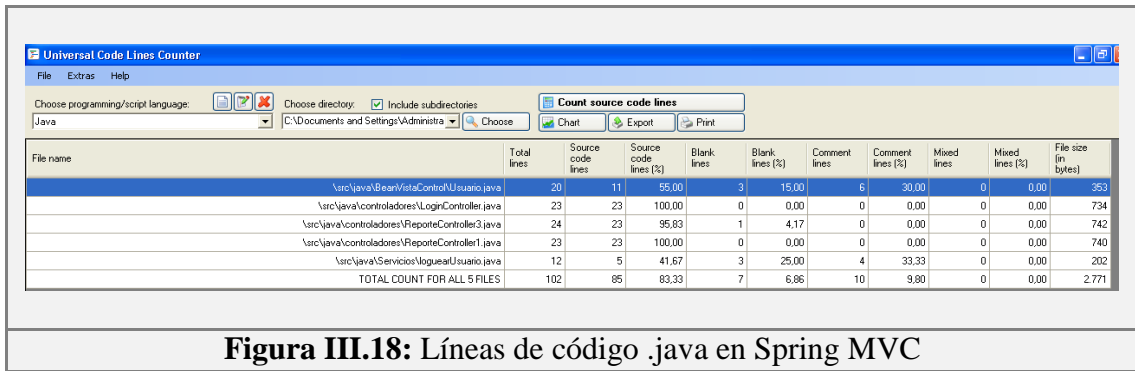 Universal Code Lines Counter
File Extras Help
Choose programming/script language:
Java
Choose directory:
Include subdirectories
C:\Documents and Settings\Administra
Choose
Count source code lines
Chart Export Print
File name Total lines Source code lines Source code lines (%) Blank lines Blank lines (%) Comment lines Comment lines (%) Mixed lines Mixed lines (%) File size (in bytes)
\src\java\BeanVistaControl\Usuario.java 20 11 55,00 3 15,00 6 30,00 0 0,00 353
\src\java\controladores\LoginController.java 23 23 100,00 0 0,00 0 0,00 0 0,00 734
\src\java\controladores\ReporteController3.java 24 23 95,83 1 4,17 0 0,00 0 0,00 742
\src\java\controladores\ReporteController1.java 23 23 100,00 0 0,00 0 0,00 0 0,00 740
\src\java\Servicios\loguearUsuario.java 12 5 41,67 3 25,00 4 33,33 0 0,00 202
TOTAL COUNT FOR ALL 5 FILES 102 85 83,33 7 6,86 10 9,80 0 0,00 2.771
Figura III.18: Líneas de código .java en Spring MVC